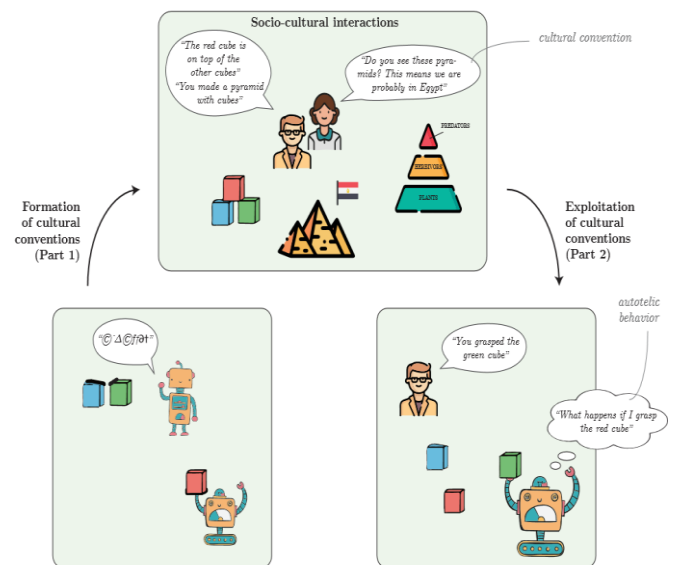 Socio-cultural interactions
cultural convention
"The red cube is
on top of the
other cubes"
"You made a pyramid
with cubes"
"Do you see these pyra-
mids? This means we are
probably in Egypt"
PREDATORS
HERBIVORS
PLANTS
Formation
of cultural
conventions
(Part 1)
Exploitation
of cultural
conventions
(Part 2)
autotelic
behavior
"You grasped the
green cube"
"What happens if I grasp
the red cube"